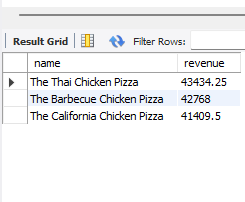 Result Grid Filter Rows:
name revenue
The Thai Chicken Pizza 43434.25
The Barbecue Chicken Pizza 42768
The California Chicken Pizza 41409.5